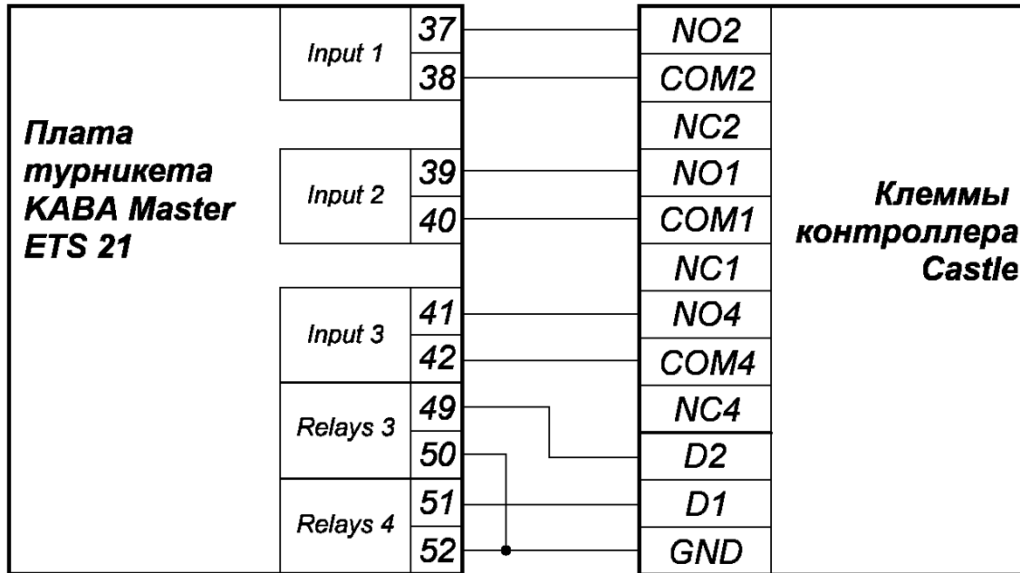 Плата
турникета
KABA Master
ETS 21
Input 1
37
38
Input 2
39
40
Input 3
41
42
Relays 3
49
50
Relays 4
51
52
NO2
COM2
NC2
NO1
COM1
NC1
NO4
COM4
NC4
D2
D1
GND
Клеммы
контроллера
Castle